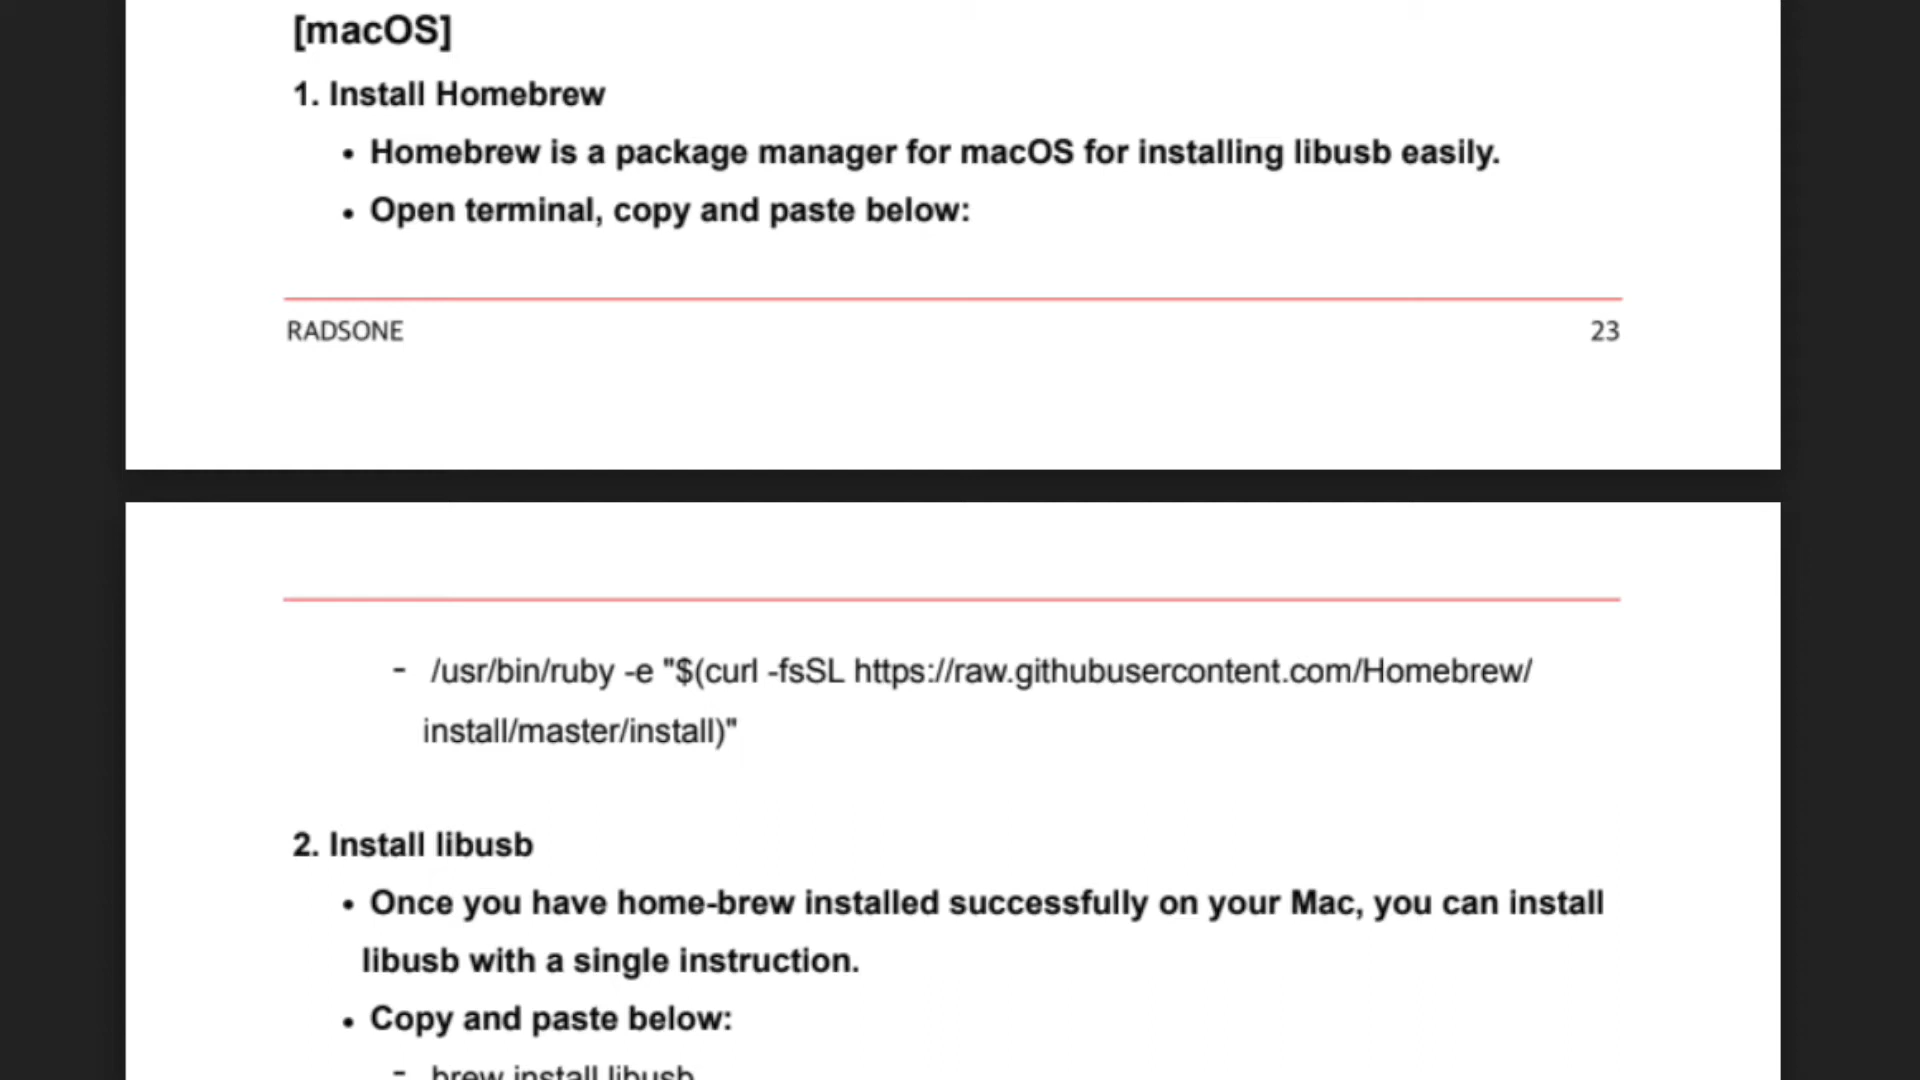 [macOS]
1. Install Homebrew
• Homebrew is a package manager for macOS for installing libusb easily.
• Open terminal, copy and paste below:
RADSONE 23
- /usr/bin/ruby -e "$(curl -fsSL https://raw.githubusercontent.com/Homebrew/
install/master/install)"
2. Install libusb
• Once you have home-brew installed successfully on your Mac, you can install
libusb with a single instruction.
• Copy and paste below:
- brew install libusb